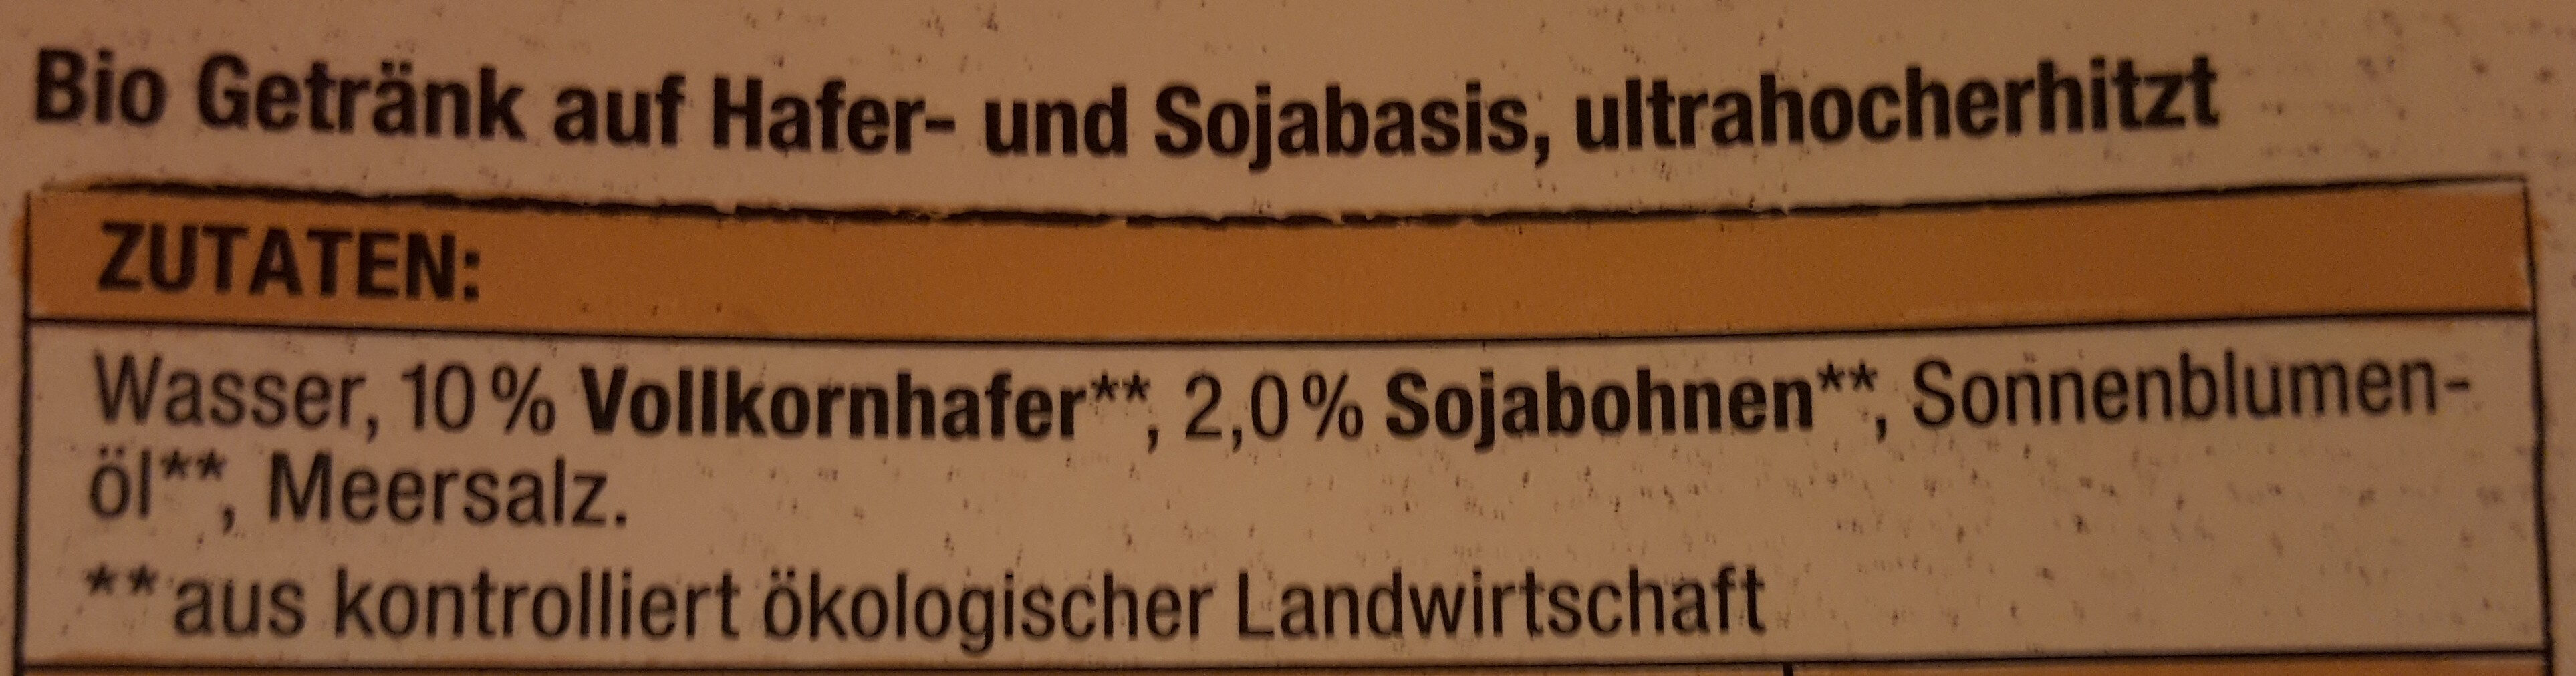 Bio Getränk auf Hafer- und Sojabasis, ultrahocherhitzt
ZUTATEN:
Wasser, 10 % Vollkornhafer**, 2,0 % Sojabohnen**, Sonnenblumen-
öl**, Meersalz.
**aus kontrolliert ökologischer Landwirtschaft